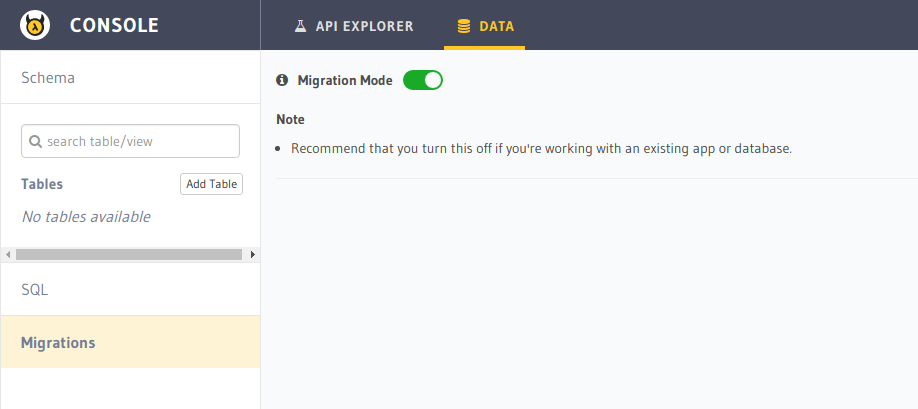 CONSOLE
API EXPLORER
DATA
Schema
search table/view
Tables
Add Table
No tables available
SQL
Migrations
Migration Mode
Note
Recommend that you turn this off if you're working with an existing app or database.